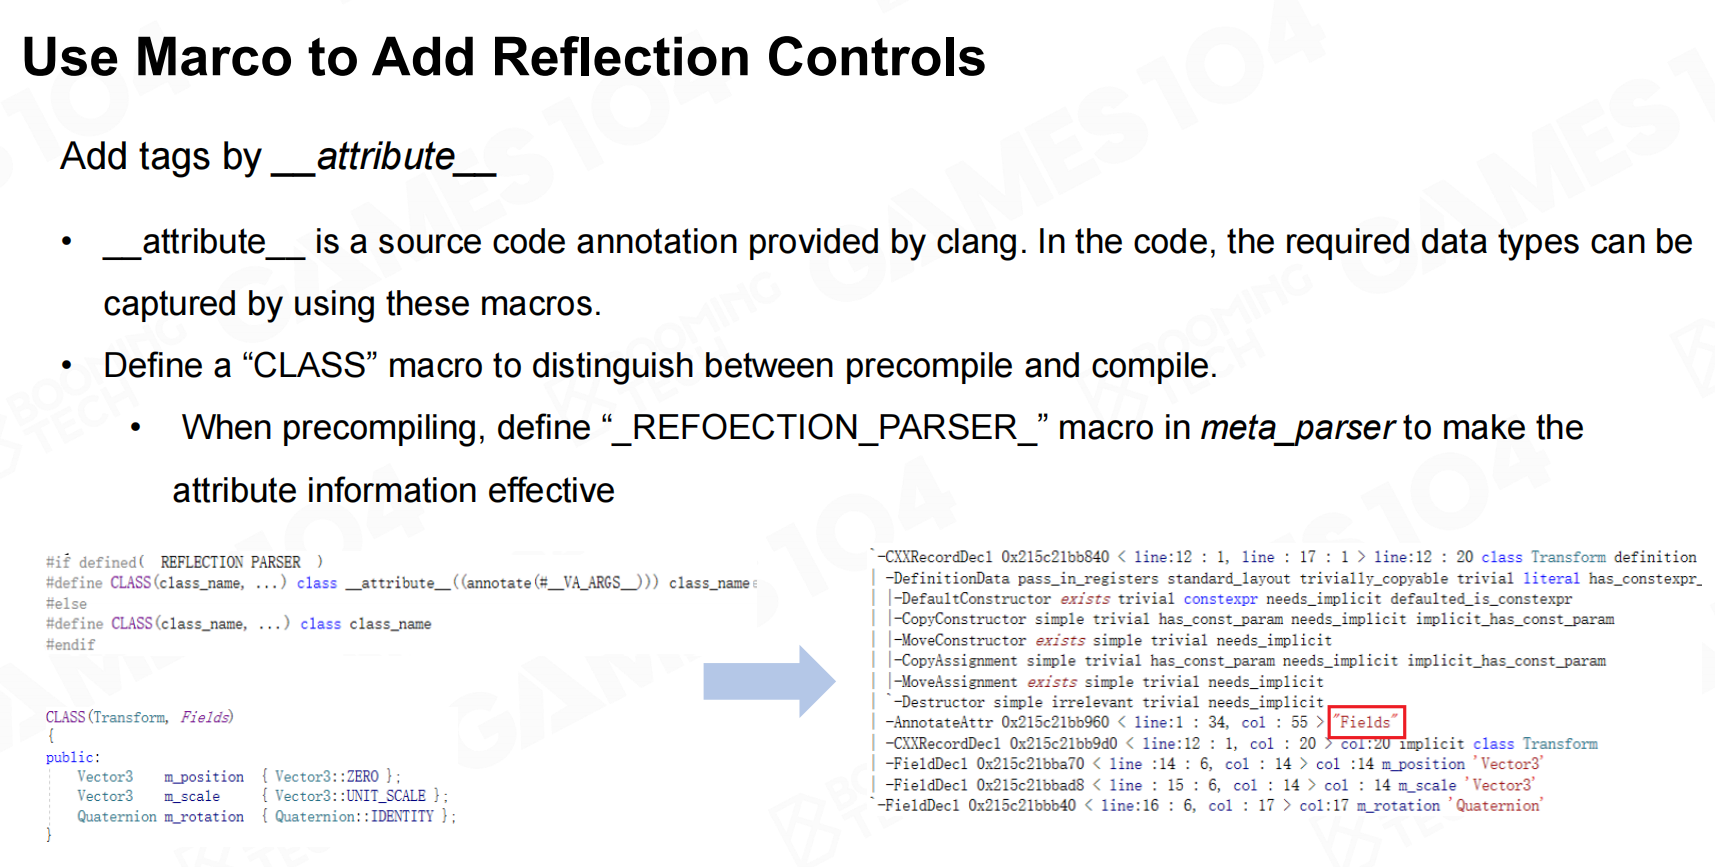 Use Marco to Add Reflection Controls
Add tags by __attribute__
• __attribute__ is a source code annotation provided by clang. In the code, the required data types can be
captured by using these macros.
• Define a “CLASS” macro to distinguish between precompile and compile.
• When precompiling, define “_REFOECTION_PARSER_” macro in meta_parser to make the
attribute information effective
#if defined(  REFLECTION PARSER  )
#define CLASS(class_name, ...) class __attribute__((annotate(#__VA_ARGS__))) class_name
#else
#define CLASS(class_name, ...) class class_name
#endif
CLASS(Transform, Fields)
{
public:
    Vector3    m_position  { Vector3::ZERO };
    Vector3    m_scale     { Vector3::UNIT_SCALE };
    Quaternion m_rotation  { Quaternion::IDENTITY };
}
`-CXXRecordDecl 0x215c21bb840 < line:12 : 1, line : 17 : 1 > line:12 : 20 class Transform definition
| -DefinitionData pass_in_registers standard_layout trivially_copyable trivial literal has_constexpr_
| |-DefaultConstructor exists trivial constexpr needs_implicit defaulted_is_constexpr
| |-CopyConstructor simple trivial has_const_param needs_implicit implicit_has_const_param
| |-MoveConstructor exists simple trivial needs_implicit
| |-CopyAssignment simple trivial has_const_param needs_implicit implicit_has_const_param
| |-MoveAssignment exists simple trivial needs_implicit
| `-Destructor simple irrelevant trivial needs_implicit
| -AnnotateAttr 0x215c21bb960 < line:1 : 34, col : 55 > "Fields"
| -CXXRecordDecl 0x215c21bb9d0 < line:12 : 1, col : 20 > col:20 implicit class Transform
| -FieldDecl 0x215c21bba70 < line :14 : 6, col : 14 > col :14 m_position 'Vector3'
| -FieldDecl 0x215c21bbad8 < line : 15 : 6, col : 14 > col : 14 m_scale 'Vector3'
`-FieldDecl 0x215c21bbb40 < line:16 : 6, col : 17 > col:17 m_rotation 'Quaternion'
GAMES104
BOOMING
TECH